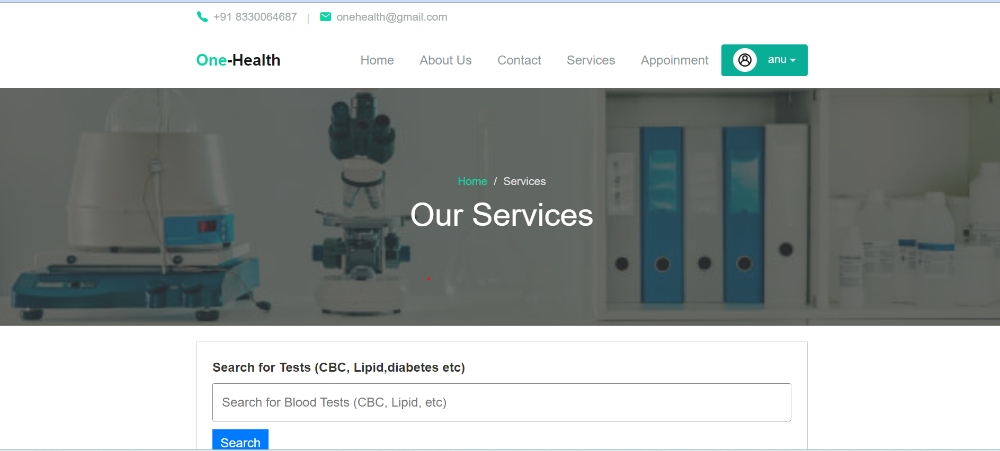 +91 8330064687 | onehealth@gmail.com
One-Health Home About Us Contact Services Appoinment anu
Home / Services
Our Services
Search for Tests (CBC, Lipid,diabetes etc)
Search for Blood Tests (CBC, Lipid, etc)
Search